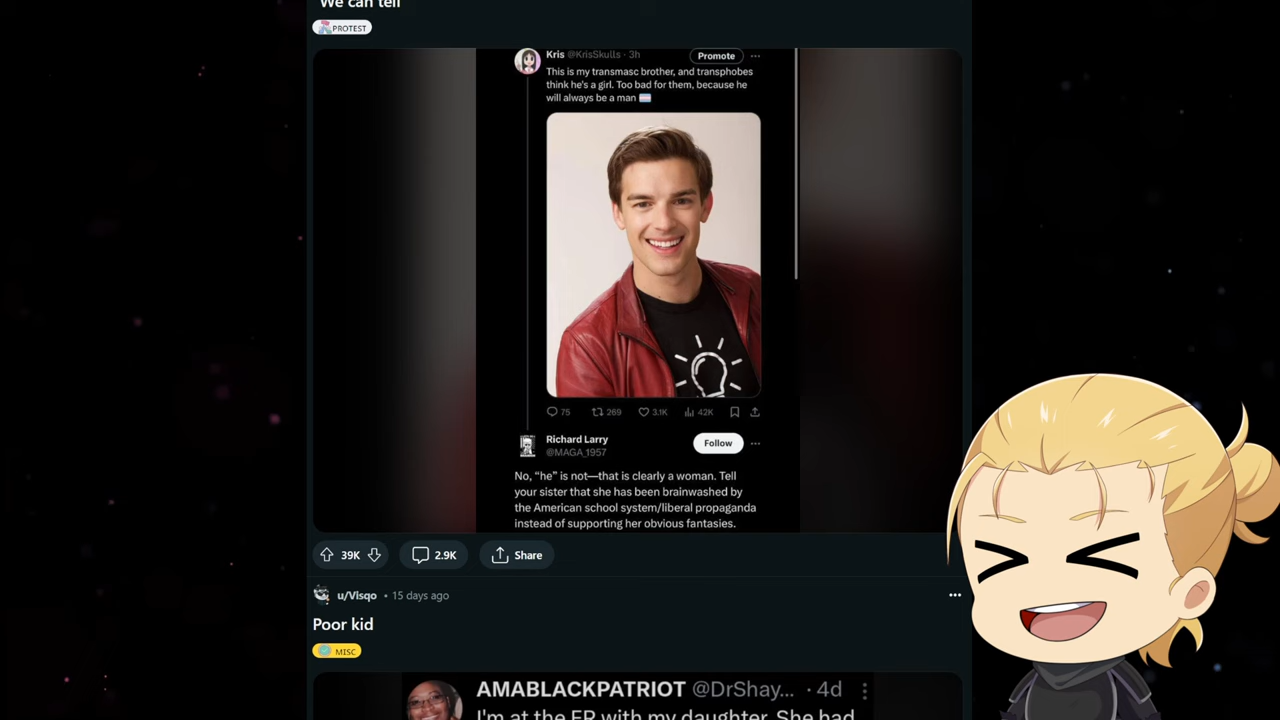 We can tell
PROTEST
Kris @KrisSkulls · 3h
Promote
This is my transmasc brother, and transphobes
think he's a girl. Too bad for them, because he
will always be a man
75 269 3.1K 42K
Richard Larry
@MAGA_1957
Follow
No, “he” is not—that is clearly a woman. Tell
your sister that she has been brainwashed by
the American school system/liberal propaganda
instead of supporting her obvious fantasies.
39K 2.9K Share
u/Visqo • 15 days ago
Poor kid
MISC
AMABLACKPATRIOT @DrShay... · 4d
I'm at the ER with my daughter. She had